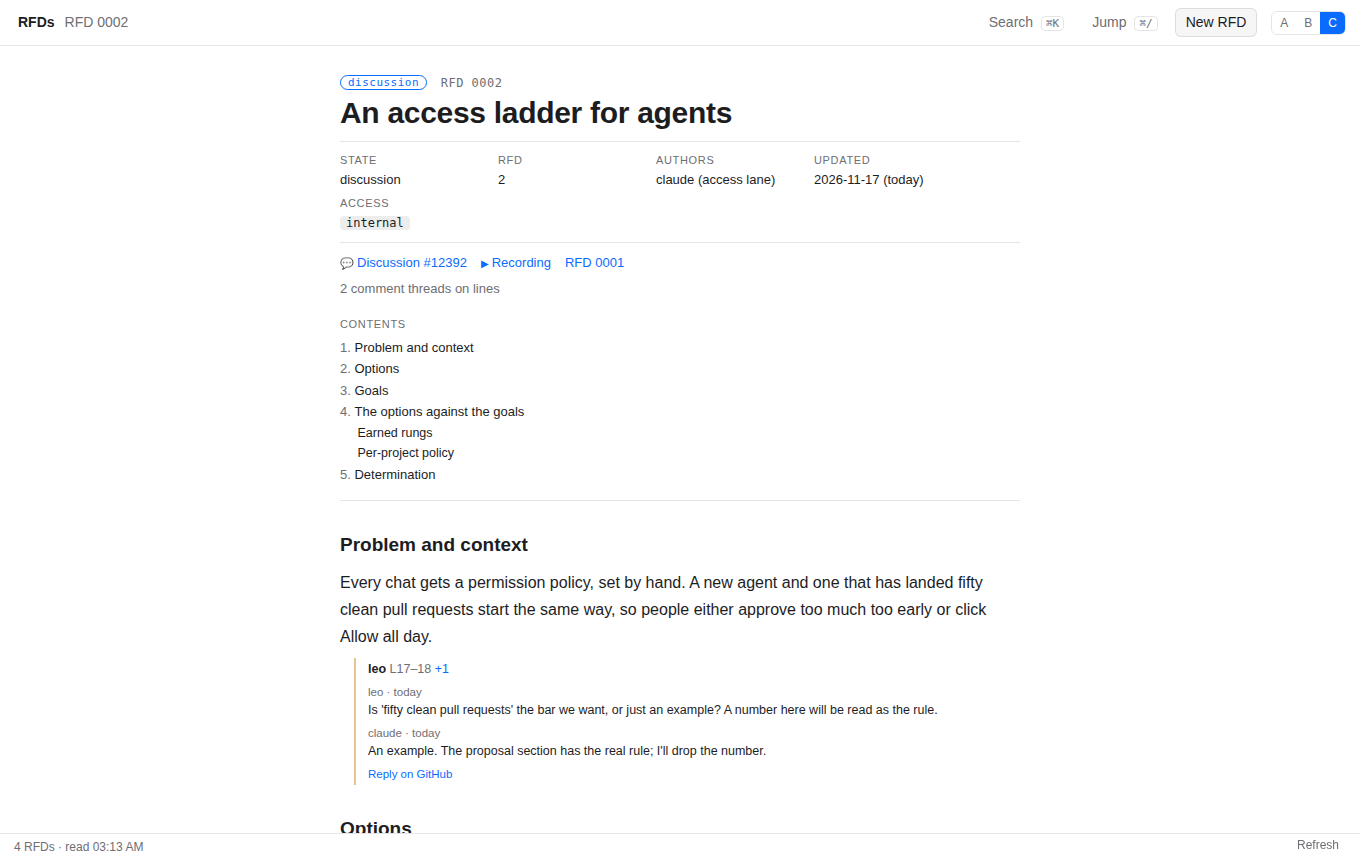 RFDs RFD 0002 Search ⌘K Jump ⌘/ New RFD A B C
discussion RFD 0002
An access ladder for agents
STATE RFD AUTHORS UPDATED
discussion 2 claude (access lane) 2026-11-17 (today)
ACCESS
internal
💬 Discussion #12392 ▶ Recording RFD 0001
2 comment threads on lines
CONTENTS
1. Problem and context
2. Options
3. Goals
4. The options against the goals
Earned rungs
Per-project policy
5. Determination
Problem and context
Every chat gets a permission policy, set by hand. A new agent and one that has landed fifty
clean pull requests start the same way, so people either approve too much too early or click
Allow all day.
leo L17–18 +1
leo · today
Is 'fifty clean pull requests' the bar we want, or just an example? A number here will be read as the rule.
claude · today
An example. The proposal section has the real rule; I'll drop the number.
Reply on GitHub
Options
4 RFDs · read 03:13 AM Refresh